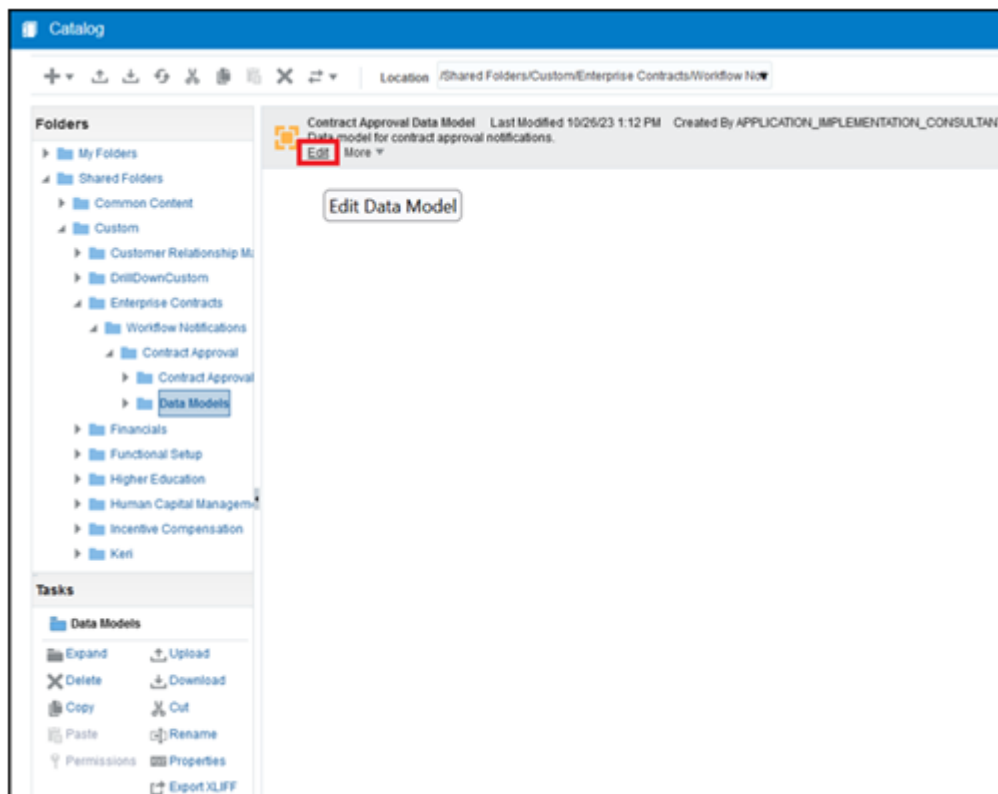 Catalog
Location /Shared Folders/Custom/Enterprise Contracts/Workflow No
Folders
My Folders
Shared Folders
Common Content
Custom
Customer Relationship Ma
DrillDownCustom
Enterprise Contracts
Workflow Notifications
Contract Approval
Contract Approval
Data Models
Financials
Functional Setup
Higher Education
Human Capital Manageme
Incentive Compensation
Keri
Tasks
Data Models
Expand Upload
Delete Download
Copy Cut
Paste Rename
Permissions Properties
Export XLIFF
Contract Approval Data Model Last Modified 10/26/23 1:12 PM Created By APPLICATION_IMPLEMENTATION_CONSULTAN
Data model for contract approval notifications.
Edit More
Edit Data Model